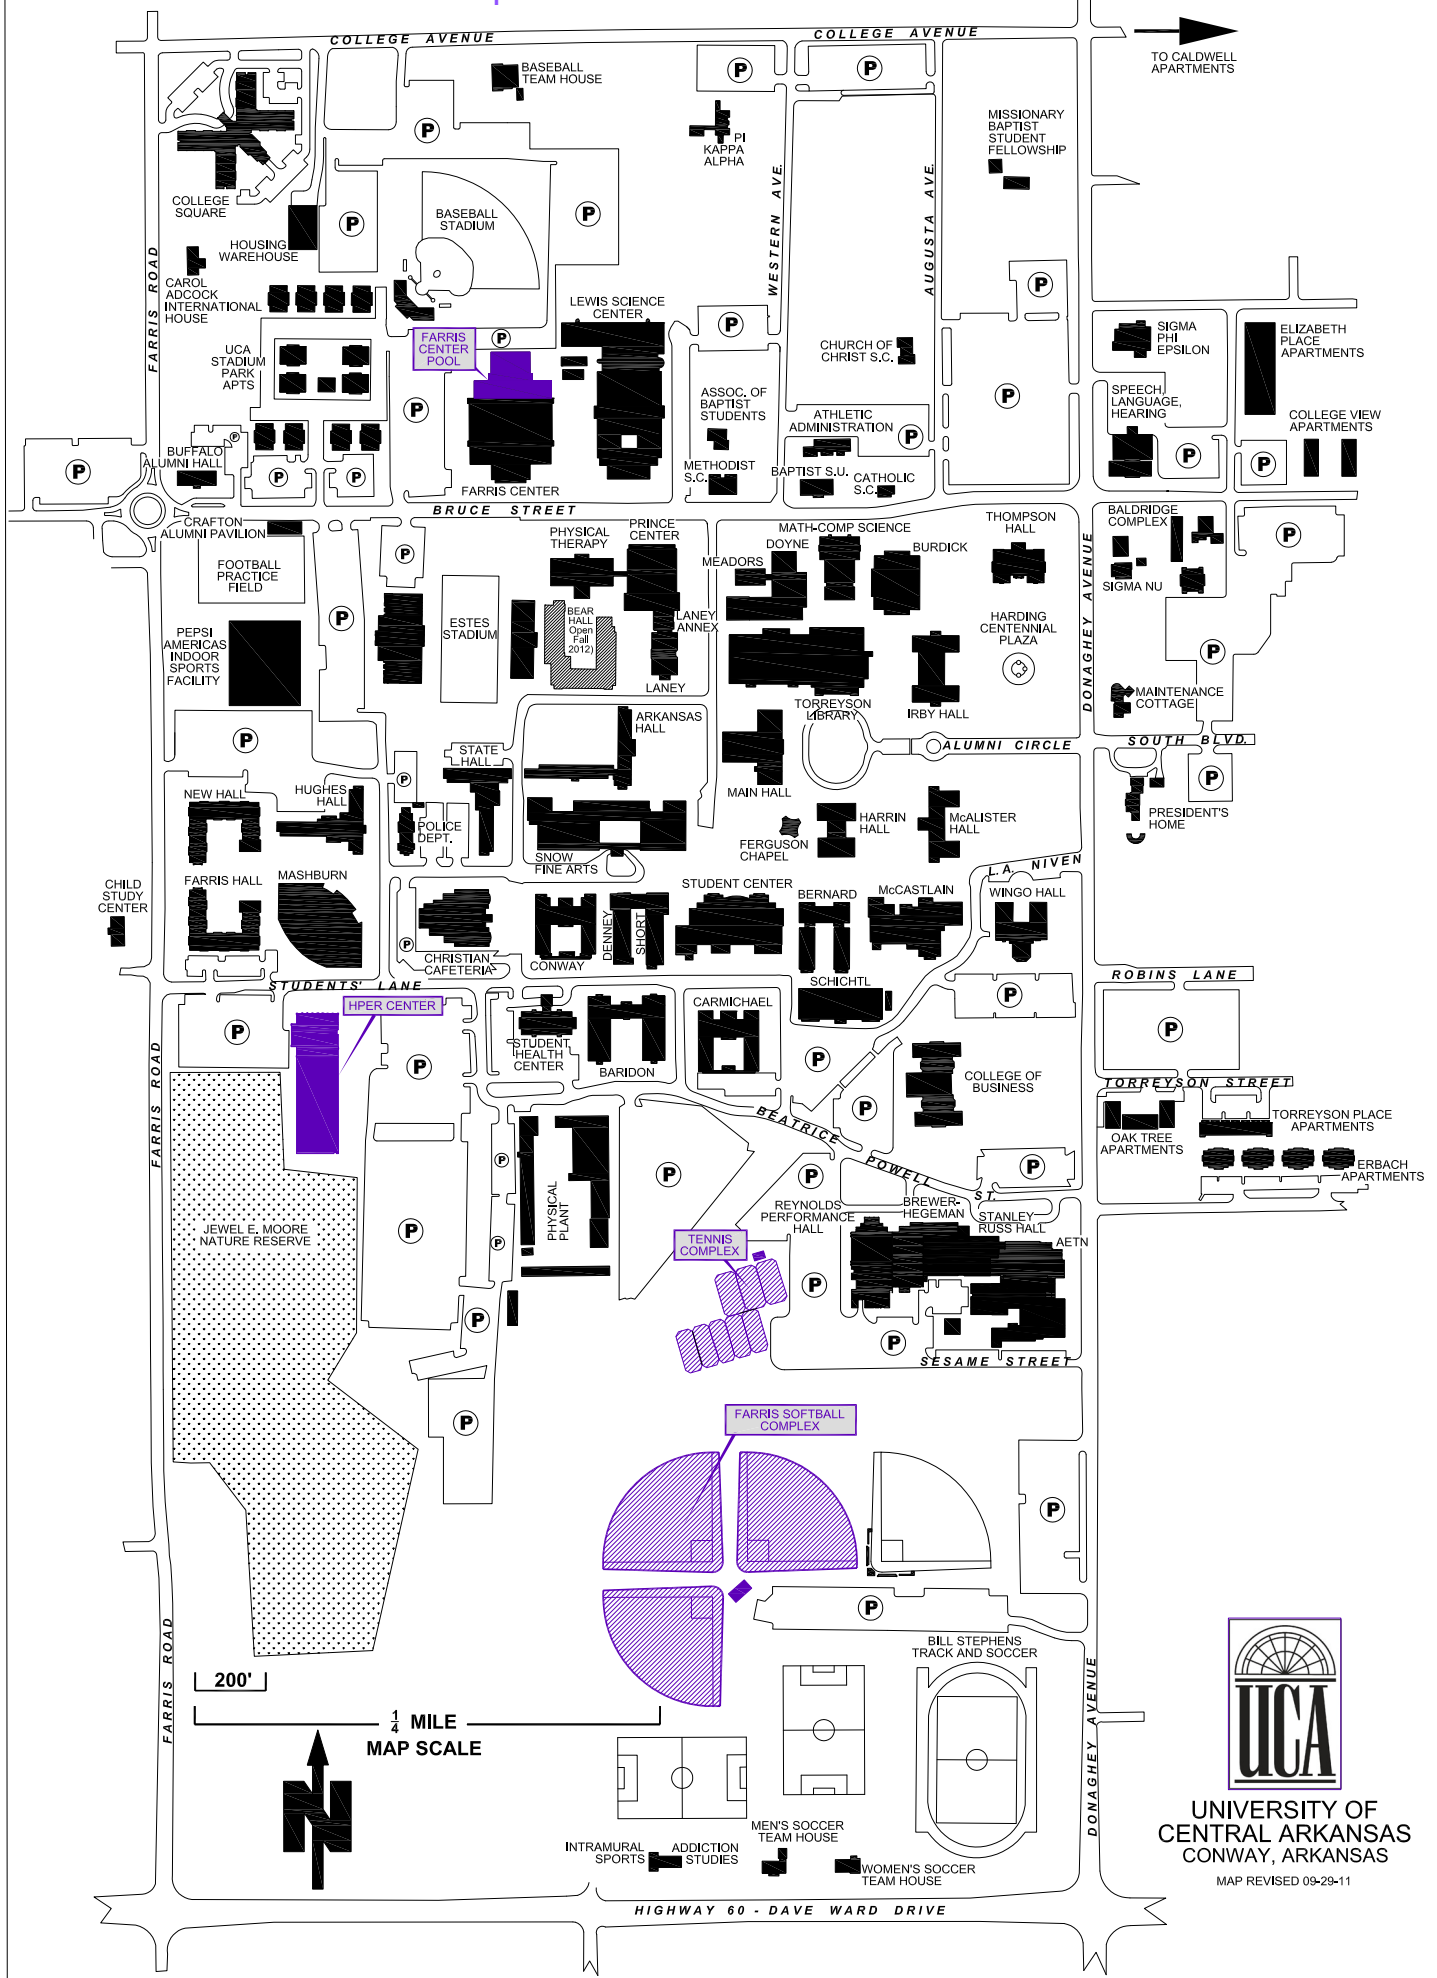 COLLEGE AVENUE
COLLEGE AVENUE
TO CALDWELL
APARTMENTS
BASEBALL
TEAM HOUSE
P
P
P
PI
KAPPA
ALPHA
MISSIONARY
BAPTIST
STUDENT
FELLOWSHIP
COLLEGE
SQUARE
P
BASEBALL
STADIUM
P
WESTERN AVE.
AUGUSTA AVE.
HOUSING
WAREHOUSE
FARRIS ROAD
CAROL
ADCOCK
INTERNATIONAL
HOUSE
P
LEWIS SCIENCE
CENTER
P
SIGMA
PHI
EPSILON
ELIZABETH
PLACE
APARTMENTS
FARRIS
CENTER
POOL
P
CHURCH OF
CHRIST S.C.
UCA
STADIUM
PARK
APTS
P
ASSOC. OF
BAPTIST
STUDENTS
P
SPEECH,
LANGUAGE,
HEARING
COLLEGE VIEW
APARTMENTS
ATHLETIC
ADMINISTRATION
P
P
BUFFALO
ALUMNI HALL
P
P
P
METHODIST
S.C.
BAPTIST S.U.
CATHOLIC
S.C.
P
P
FARRIS CENTER
BRUCE STREET
CRAFTON
ALUMNI PAVILION
PHYSICAL
THERAPY
PRINCE
CENTER
MATH-COMP SCIENCE
DOYNE
MEADORS
BURDICK
THOMPSON
HALL
BALDRIDGE
COMPLEX
P
P
FOOTBALL
PRACTICE
FIELD
DONAGHEY AVENUE
SIGMA NU
P
ESTES
STADIUM
BEAR
HALL
Open
Fall
2012)
LANEY
ANNEX
LANEY
HARDING
CENTENNIAL
PLAZA
P
PEPSI
AMERICAS
INDOOR
SPORTS
FACILITY
MAINTENANCE
COTTAGE
TORREYSON
LIBRARY
IRBY HALL
ARKANSAS
HALL
P
STATE
HALL
ALUMNI CIRCLE
SOUTH BLVD.
P
P
NEW HALL
HUGHES
HALL
MAIN HALL
PRESIDENT'S
HOME
POLICE
DEPT.
HARRIN
HALL
McALISTER
HALL
FERGUSON
CHAPEL
SNOW
FINE ARTS
L.A. NIVEN
CHILD
STUDY
CENTER
FARRIS HALL
MASHBURN
STUDENT CENTER
BERNARD
McCASTLAIN
WINGO HALL
DENNEY
SHORT
P
CHRISTIAN
CAFETERIA
CONWAY
STUDENTS' LANE
SCHICHTL
ROBINS LANE
P
HPER CENTER
CARMICHAEL
P
P
STUDENT
HEALTH
CENTER
BARIDON
P
P
COLLEGE OF
BUSINESS
FARRIS ROAD
TORREYSON STREET
P
OAK TREE
APARTMENTS
TORREYSON PLACE
APARTMENTS
BEATRICE
POWELL
ST.
P
P
P
P
ERBACH
APARTMENTS
PHYSICAL
PLANT
REYNOLDS
PERFORMANCE
HALL
BREWER-
HEGEMAN
STANLEY
RUSS HALL
AETN
JEWEL E. MOORE
NATURE RESERVE
P
P
TENNIS
COMPLEX
P
P
P
SESAME STREET
P
FARRIS SOFTBALL
COMPLEX
P
P
FARRIS ROAD
BILL STEPHENS
TRACK AND SOCCER
200'
1/4 MILE
MAP SCALE
N
DONAGHEY AVENUE
UCA
UNIVERSITY OF
CENTRAL ARKANSAS
CONWAY, ARKANSAS
MAP REVISED 09-29-11
MEN'S SOCCER
TEAM HOUSE
INTRAMURAL
SPORTS
ADDICTION
STUDIES
WOMEN'S SOCCER
TEAM HOUSE
HIGHWAY 60 - DAVE WARD DRIVE